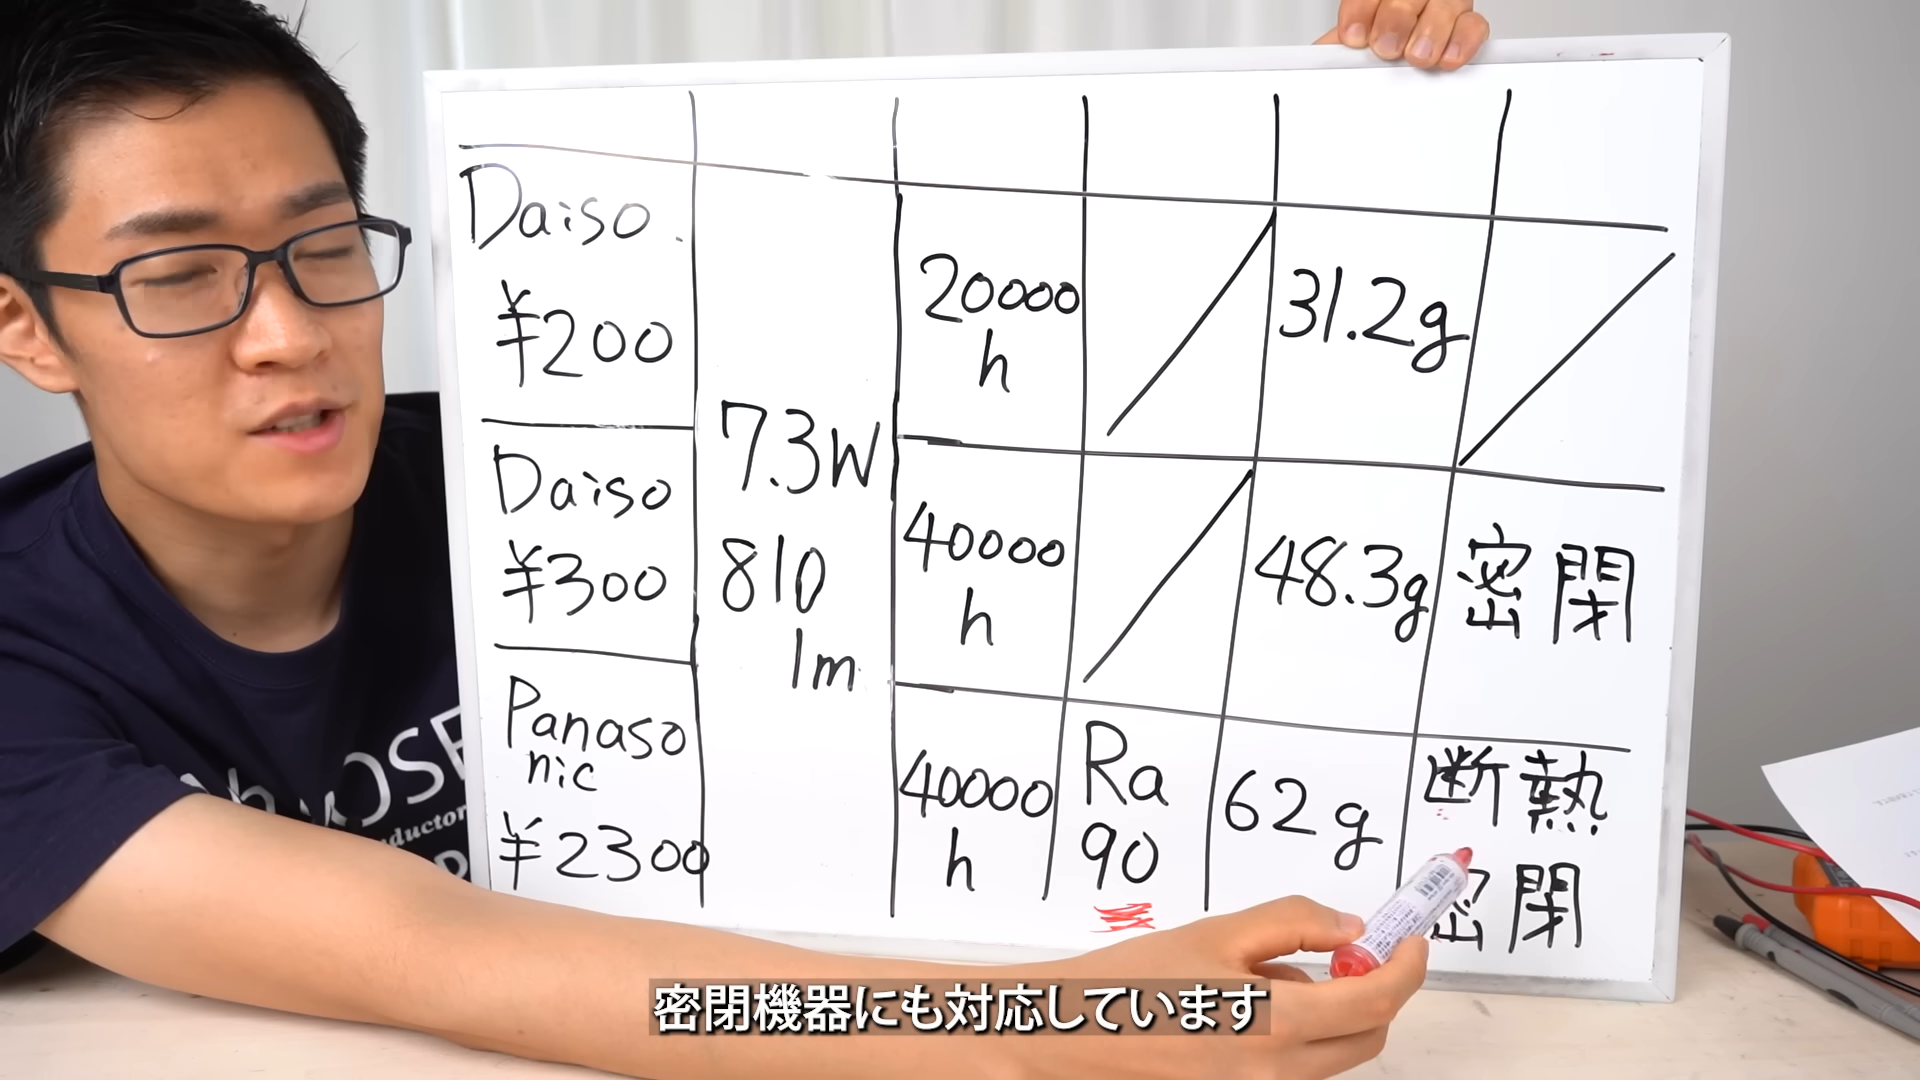 Daiso
¥200
Daiso
¥300
Panaso
nic
¥2300
7.3W
810
lm
20000
h
40000
h
40000
h
Ra
90
31.2g
48.3g
62g
密閉
断熱
密閉
密閉機器にも対応しています